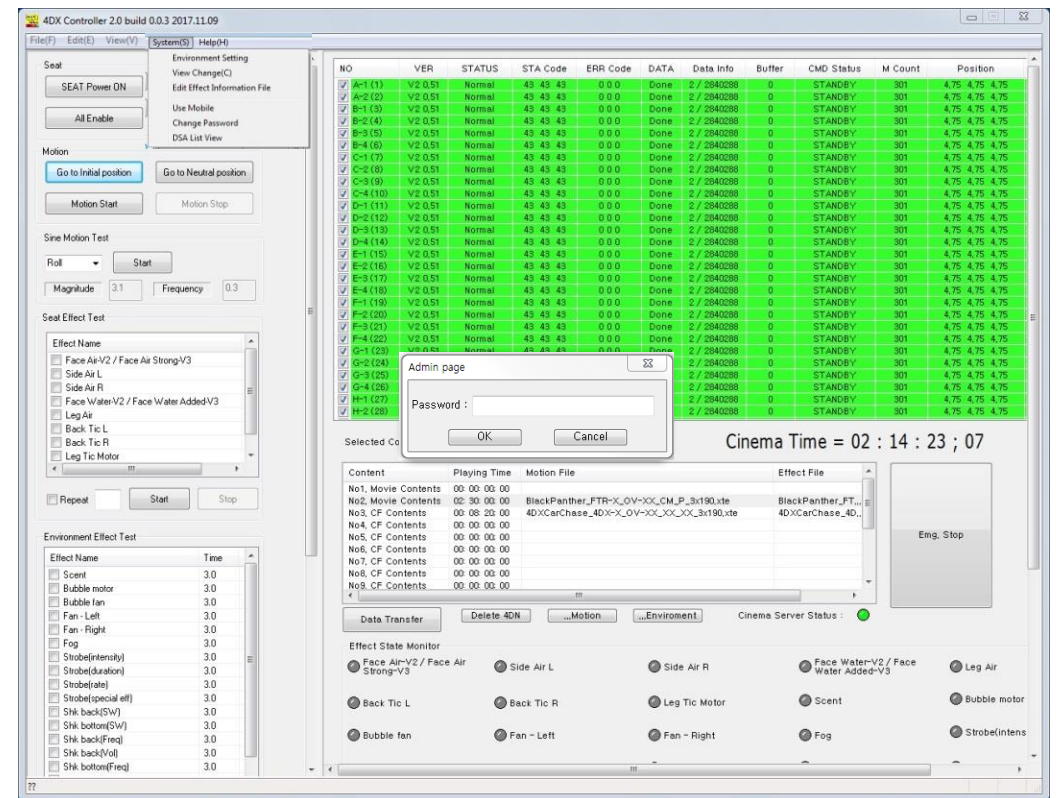 4DX Controller 2.0 build 0.0.3 2017.11.09
File(F) Edit(E) View(V) System(S) Help(H)
Environment Setting
View Change(C)
Edit Effect Information File
Use Mobile
Change Password
DSA List View
Seat
SEAT Power ON
All Enable
Motion
Go to Initial position Go to Neutral position
Motion Start Motion Stop
Sine Motion Test
Roll Start
Magnitude 3.1 Frequency 0.3
Seat Effect Test
Effect Name
Face Air-V2 / Face Air Strong-V3
Side Air L
Side Air R
Face Water-V2 / Face Water Added-V3
Leg Air
Back Tic L
Back Tic R
Leg Tic Motor
Repeat Start Stop
Environment Effect Test
Effect Name Time
Scent 3.0
Bubble motor 3.0
Bubble fan 3.0
Fan - Left 3.0
Fan - Right 3.0
Fog 3.0
Strobe(intensity) 3.0
Strobe(duration) 3.0
Strobe(rate) 3.0
Strobe(special eff) 3.0
Shk back(SW) 3.0
Shk bottom(SW) 3.0
Shk back(Freq) 3.0
Shk back(Vol) 3.0
Shk bottom(Freq) 3.0
NO VER STATUS STA Code ERR Code DATA Data Info Buffer CMD Status M Count Position
A-1 (1) V2 0,51 Normal 43 43 43 0 0 0 Done 2 / 2840288 0 STANDBY 301 4,75 4,75 4,75
A-2 (2) V2 0,51 Normal 43 43 43 0 0 0 Done 2 / 2840288 0 STANDBY 301 4,75 4,75 4,75
B-1 (3) V2 0,51 Normal 43 43 43 0 0 0 Done 2 / 2840288 0 STANDBY 301 4,75 4,75 4,75
B-2 (4) V2 0,51 Normal 43 43 43 0 0 0 Done 2 / 2840288 0 STANDBY 301 4,75 4,75 4,75
B-3 (5) V2 0,51 Normal 43 43 43 0 0 0 Done 2 / 2840288 0 STANDBY 301 4,75 4,75 4,75
B-4 (6) V2 0,51 Normal 43 43 43 0 0 0 Done 2 / 2840288 0 STANDBY 301 4,75 4,75 4,75
C-1 (7) V2 0,51 Normal 43 43 43 0 0 0 Done 2 / 2840288 0 STANDBY 301 4,75 4,75 4,75
C-2 (8) V2 0,51 Normal 43 43 43 0 0 0 Done 2 / 2840288 0 STANDBY 301 4,75 4,75 4,75
C-3 (9) V2 0,51 Normal 43 43 43 0 0 0 Done 2 / 2840288 0 STANDBY 301 4,75 4,75 4,75
C-4 (10) V2 0,51 Normal 43 43 43 0 0 0 Done 2 / 2840288 0 STANDBY 301 4,75 4,75 4,75
D-1 (11) V2 0,51 Normal 43 43 43 0 0 0 Done 2 / 2840288 0 STANDBY 301 4,75 4,75 4,75
D-2 (12) V2 0,51 Normal 43 43 43 0 0 0 Done 2 / 2840288 0 STANDBY 301 4,75 4,75 4,75
D-3 (13) V2 0,51 Normal 43 43 43 0 0 0 Done 2 / 2840288 0 STANDBY 301 4,75 4,75 4,75
D-4 (14) V2 0,51 Normal 43 43 43 0 0 0 Done 2 / 2840288 0 STANDBY 301 4,75 4,75 4,75
E-1 (15) V2 0,51 Normal 43 43 43 0 0 0 Done 2 / 2840288 0 STANDBY 301 4,75 4,75 4,75
E-2 (16) V2 0,51 Normal 43 43 43 0 0 0 Done 2 / 2840288 0 STANDBY 301 4,75 4,75 4,75
E-3 (17) V2 0,51 Normal 43 43 43 0 0 0 Done 2 / 2840288 0 STANDBY 301 4,75 4,75 4,75
E-4 (18) V2 0,51 Normal 43 43 43 0 0 0 Done 2 / 2840288 0 STANDBY 301 4,75 4,75 4,75
F-1 (19) V2 0,51 Normal 43 43 43 0 0 0 Done 2 / 2840288 0 STANDBY 301 4,75 4,75 4,75
F-2 (20) V2 0,51 Normal 43 43 43 0 0 0 Done 2 / 2840288 0 STANDBY 301 4,75 4,75 4,75
F-3 (21) V2 0,51 Normal 43 43 43 0 0 0 Done 2 / 2840288 0 STANDBY 301 4,75 4,75 4,75
F-4 (22) V2 0,51 Normal 43 43 43 0 0 0 Done 2 / 2840288 0 STANDBY 301 4,75 4,75 4,75
G-1 (23) V2 0,51 Normal 43 43 43 0 0 0 Done 2 / 2840288 0 STANDBY 301 4,75 4,75 4,75
G-2 (24) 2 / 2840288 0 STANDBY 301 4,75 4,75 4,75
G-3 (25) 2 / 2840288 0 STANDBY 301 4,75 4,75 4,75
G-4 (26) 2 / 2840288 0 STANDBY 301 4,75 4,75 4,75
H-1 (27) 2 / 2840288 0 STANDBY 301 4,75 4,75 4,75
H-2 (28) 2 / 2840288 0 STANDBY 301 4,75 4,75 4,75
Admin page
Password :
OK Cancel
Selected Co
Cinema Time = 02 : 14 : 23 ; 07
Content Playing Time Motion File Effect File
No1, Movie Contents 00: 00: 00: 00
No2, Movie Contents 02: 30: 00: 00 BlackPanther_FTR-X_OV-XX_CM_P_3x190,xte BlackPanther_FT...
No3, CF Contents 00: 08: 20: 00 4DXCarChase_4DX-X_OV-XX_XX_XX_3x190,xte 4DXCarChase_4D...
No4, CF Contents 00: 00: 00: 00
No5, CF Contents 00: 00: 00: 00
No6, CF Contents 00: 00: 00: 00
No7, CF Contents 00: 00: 00: 00
No8, CF Contents 00: 00: 00: 00
No9, CF Contents 00: 00: 00: 00
Emg, Stop
Data Transfer Delete 4DN ...Motion ...Enviroment Cinema Server Status :
Effect State Monitor
Face Air-V2 / Face Air Strong-V3 Side Air L Side Air R Face Water-V2 / Face Water Added-V3 Leg Air
Back Tic L Back Tic R Leg Tic Motor Scent Bubble motor
Bubble fan Fan - Left Fan - Right Fog Strobe(intens
??